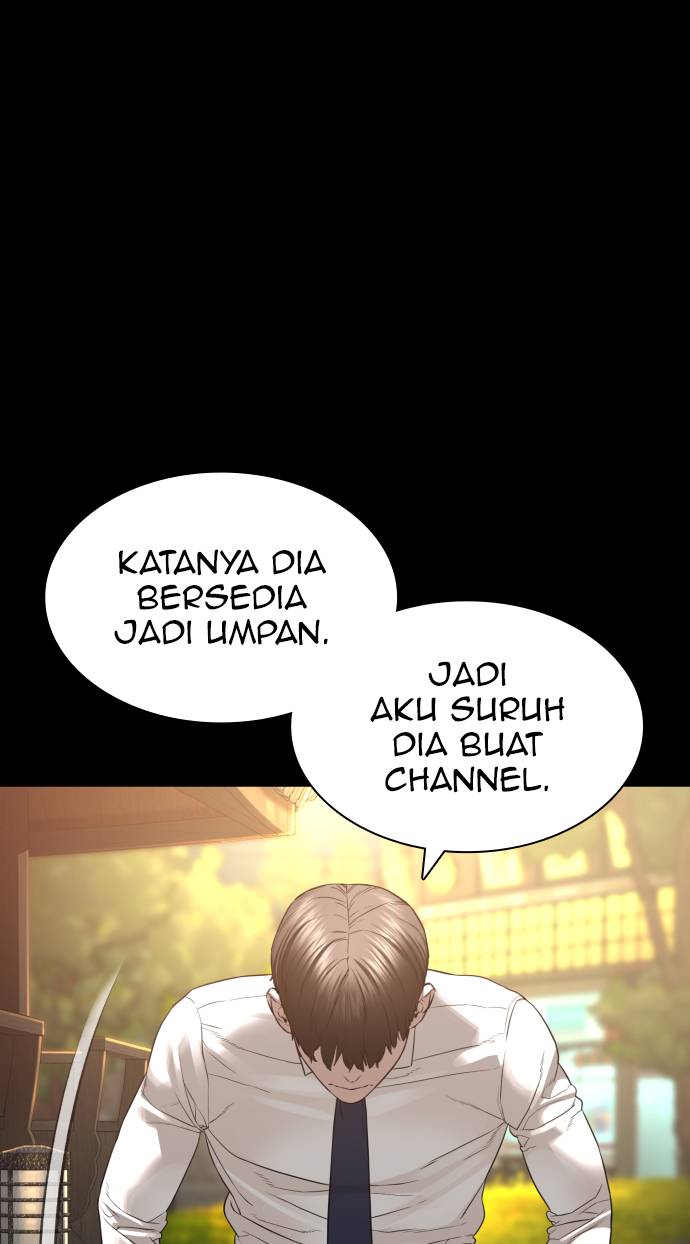 KATANYA DIA
BERSEDIA
JADI UMPAN.
JADI
AKU SURUH
DIA BUAT
CHANNEL.